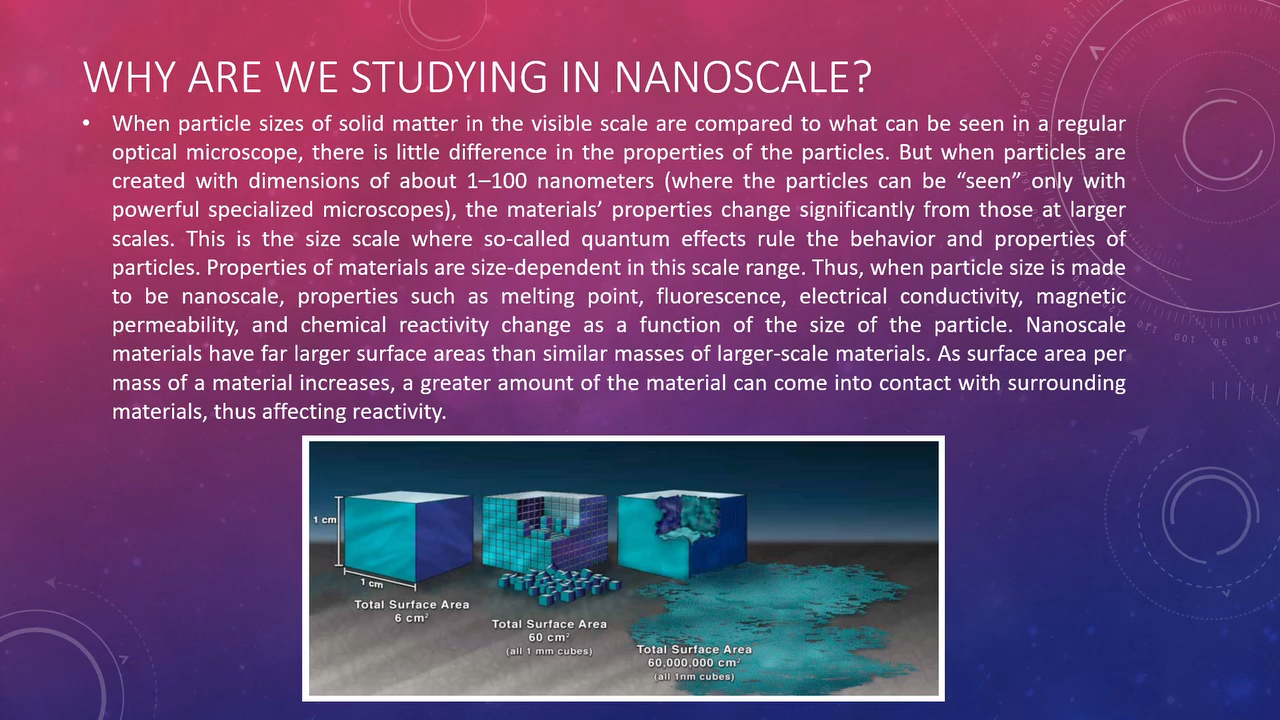 WHY ARE WE STUDYING IN NANOSCALE?
• When particle sizes of solid matter in the visible scale are compared to what can be seen in a regular
optical microscope, there is little difference in the properties of the particles. But when particles are
created with dimensions of about 1–100 nanometers (where the particles can be “seen” only with
powerful specialized microscopes), the materials’ properties change significantly from those at larger
scales. This is the size scale where so-called quantum effects rule the behavior and properties of
particles. Properties of materials are size-dependent in this scale range. Thus, when particle size is made
to be nanoscale, properties such as melting point, fluorescence, electrical conductivity, magnetic
permeability, and chemical reactivity change as a function of the size of the particle. Nanoscale
materials have far larger surface areas than similar masses of larger-scale materials. As surface area per
mass of a material increases, a greater amount of the material can come into contact with surrounding
materials, thus affecting reactivity.
1 cm
1 cm
Total Surface Area
6 cm²
Total Surface Area
60 cm²
(all 1 mm cubes)
Total Surface Area
60,000,000 cm²
(all 1nm cubes)